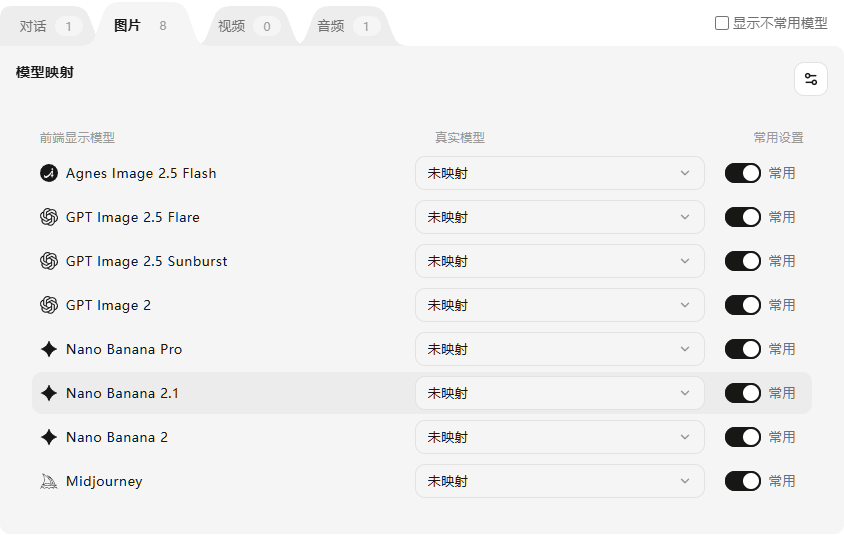 对话 1 图片 8 视频 0 音频 1 显示不常用模型
模型映射
前端显示模型 真实模型 常用设置
Agnes Image 2.5 Flash 未映射 常用
GPT Image 2.5 Flare 未映射 常用
GPT Image 2.5 Sunburst 未映射 常用
GPT Image 2 未映射 常用
Nano Banana Pro 未映射 常用
Nano Banana 2.1 未映射 常用
Nano Banana 2 未映射 常用
Midjourney 未映射 常用